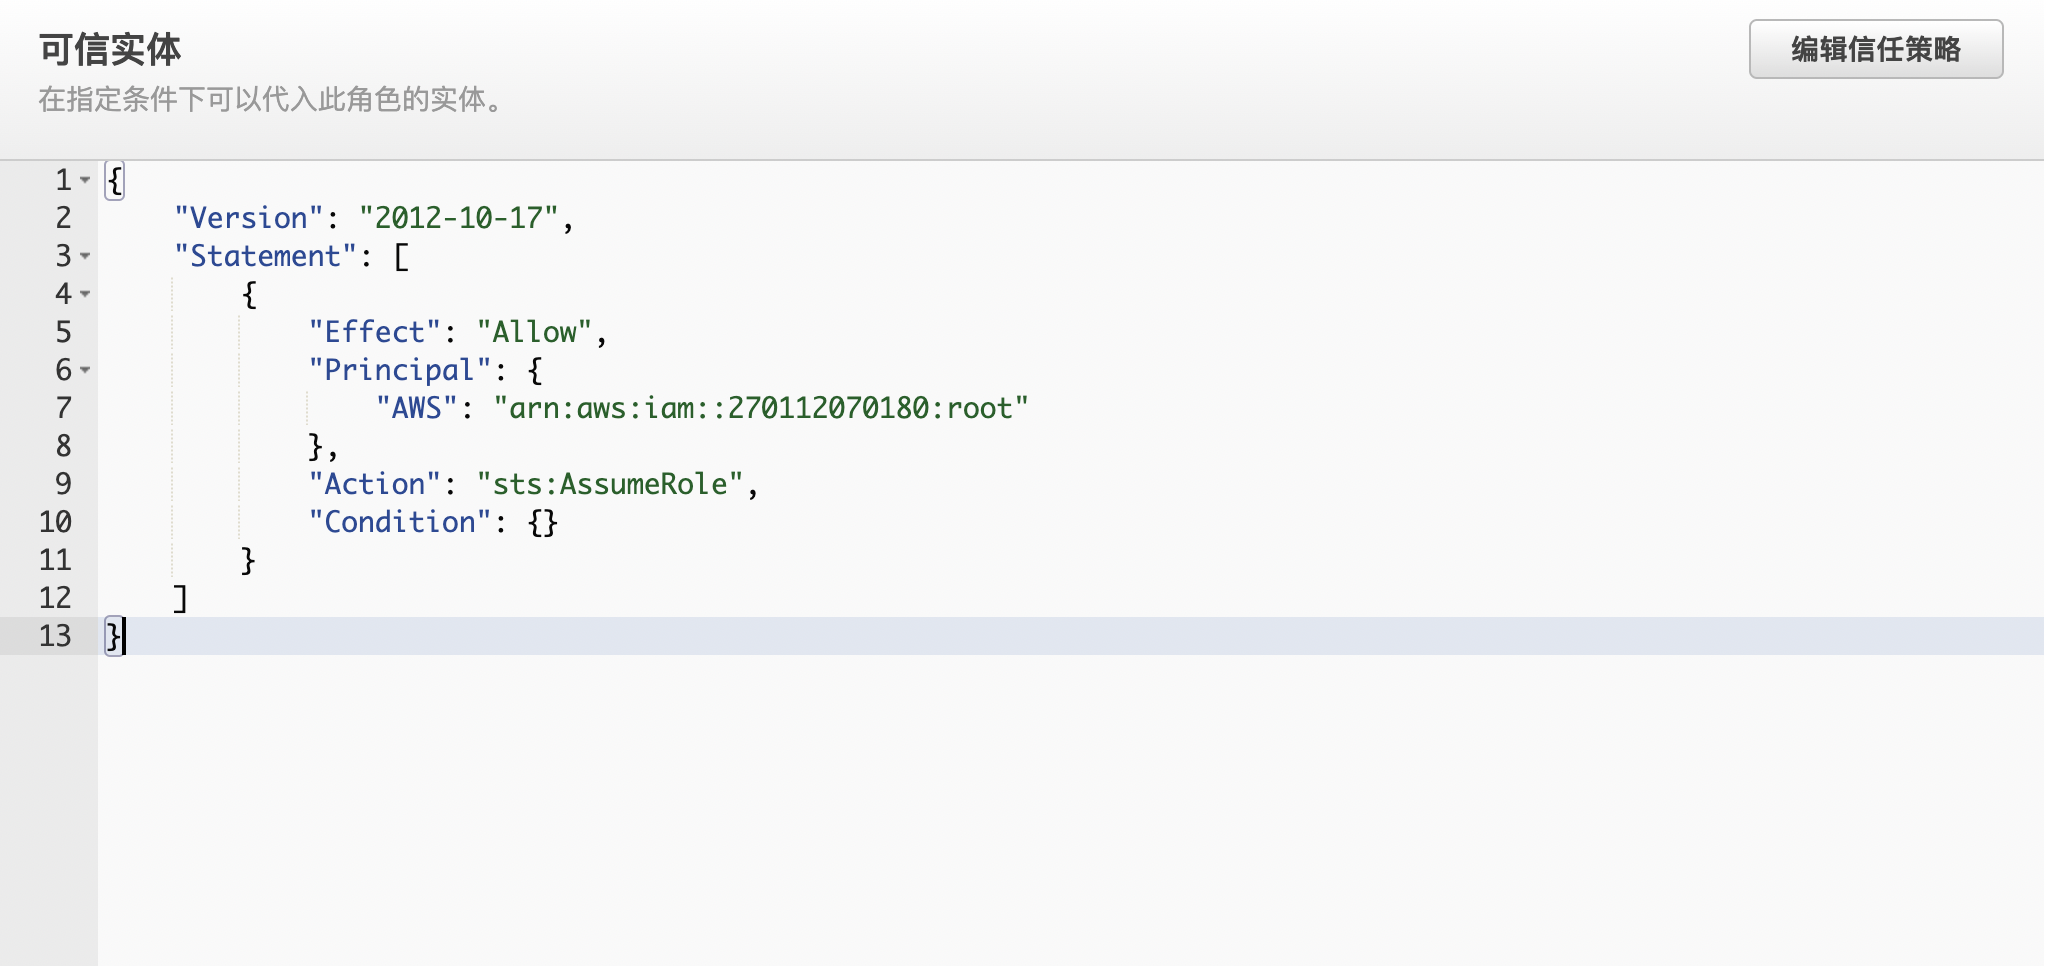 可信实体
编辑信任策略
在指定条件下可以代入此角色的实体。
1 {
2 "Version": "2012-10-17",
3 "Statement": [
4 {
5 "Effect": "Allow",
6 "Principal": {
7 "AWS": "arn:aws:iam::270112070180:root"
8 },
9 "Action": "sts:AssumeRole",
10 "Condition": {}
11 }
12 ]
13 }